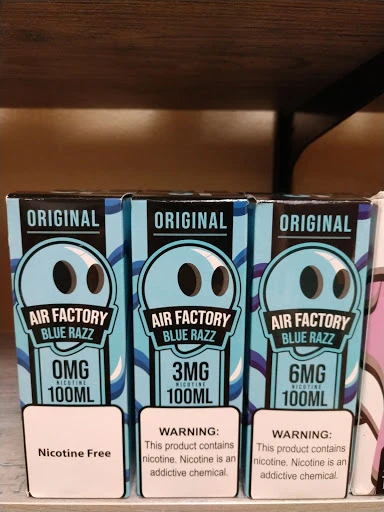 ORIGINAL
AIR FACTORY
BLUE RAZZ
0MG
NICOTINE
100ML
Nicotine Free
ORIGINAL
AIR FACTORY
BLUE RAZZ
3MG
NICOTINE
100ML
WARNING:
This product contains
nicotine. Nicotine is an
addictive chemical.
ORIGINAL
AIR FACTORY
BLUE RAZZ
6MG
NICOTINE
100ML
WARNING:
This product contains
nicotine. Nicotine is an
addictive chemical.